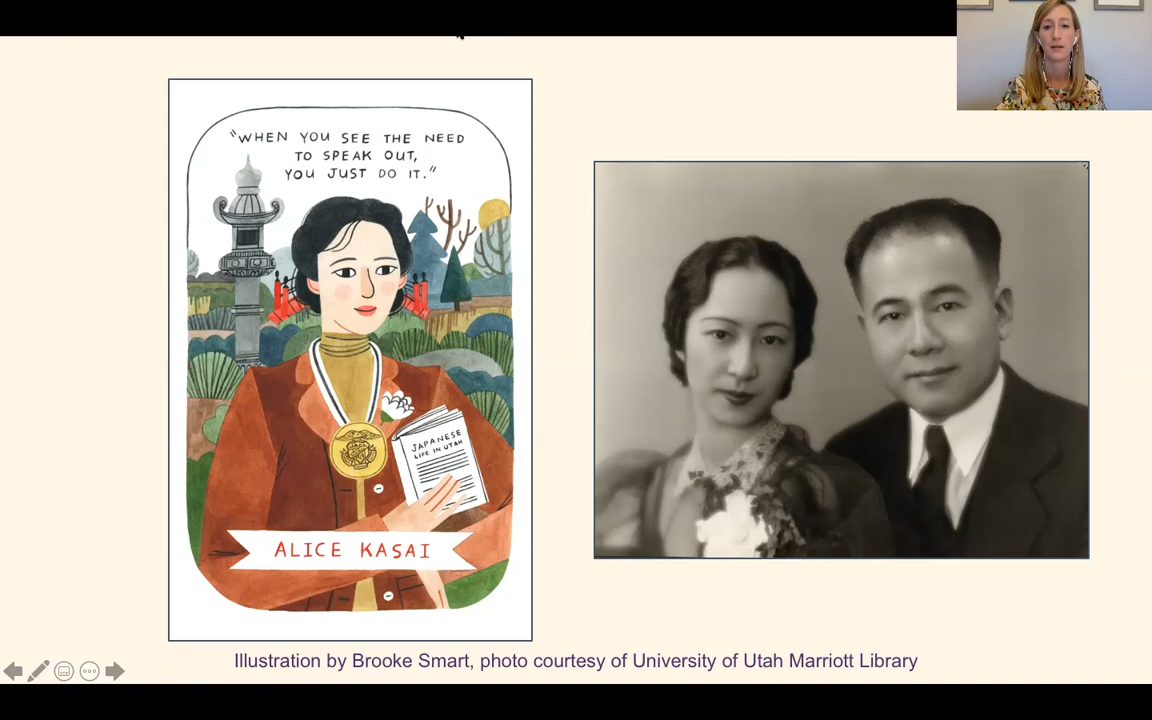 "WHEN YOU SEE THE NEED
TO SPEAK OUT,
YOU JUST DO IT."
JAPANESE
LIFE IN UTAH
ALICE KASAI
Illustration by Brooke Smart, photo courtesy of University of Utah Marriott Library